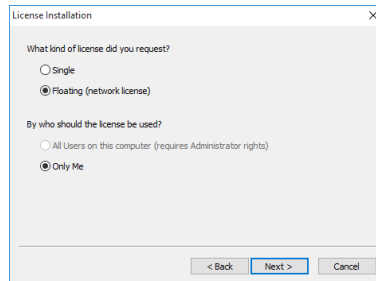 License Installation
What kind of license did you request?
Single
Floating (network license)
By who should the license be used?
All Users on this computer (requires Administrator rights)
Only Me
< Back
Next >
Cancel